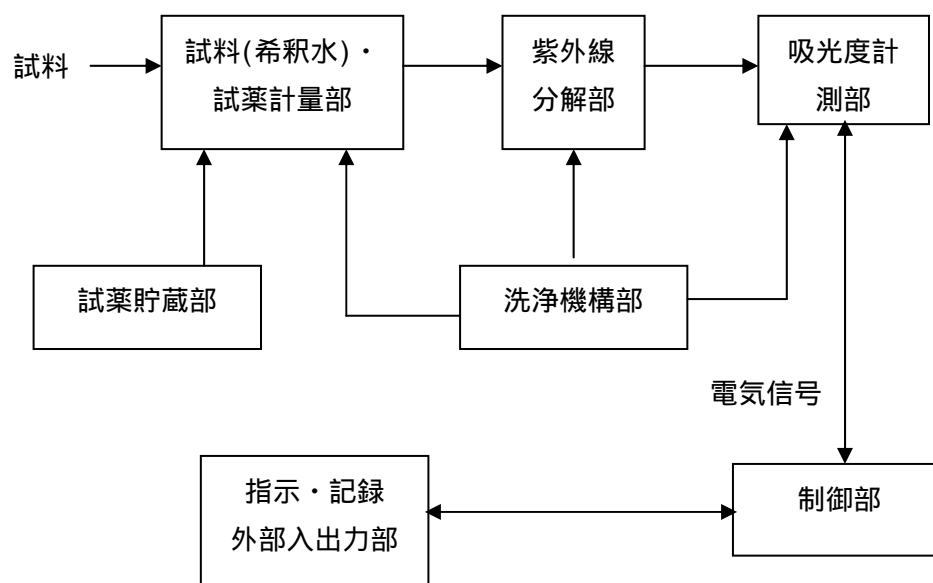 試料
試料(希釈水)・
試薬計量部
紫外線
分解部
吸光度計
測部
試薬貯蔵部
洗浄機構部
電気信号
指示・記録
外部入出力部
制御部